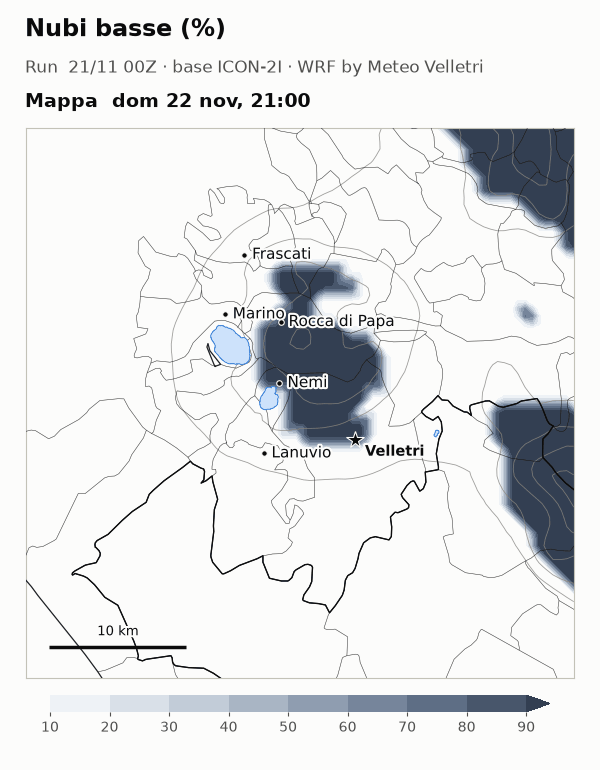 Nubi basse (%)
Run  21/11 00Z · base ICON-2I · WRF by Meteo Velletri
Mappa  dom 22 nov, 21:00
Frascati
Marino
Rocca di Papa
Nemi
Velletri
Lanuvio
10 km
10 20 30 40 50 60 70 80 90